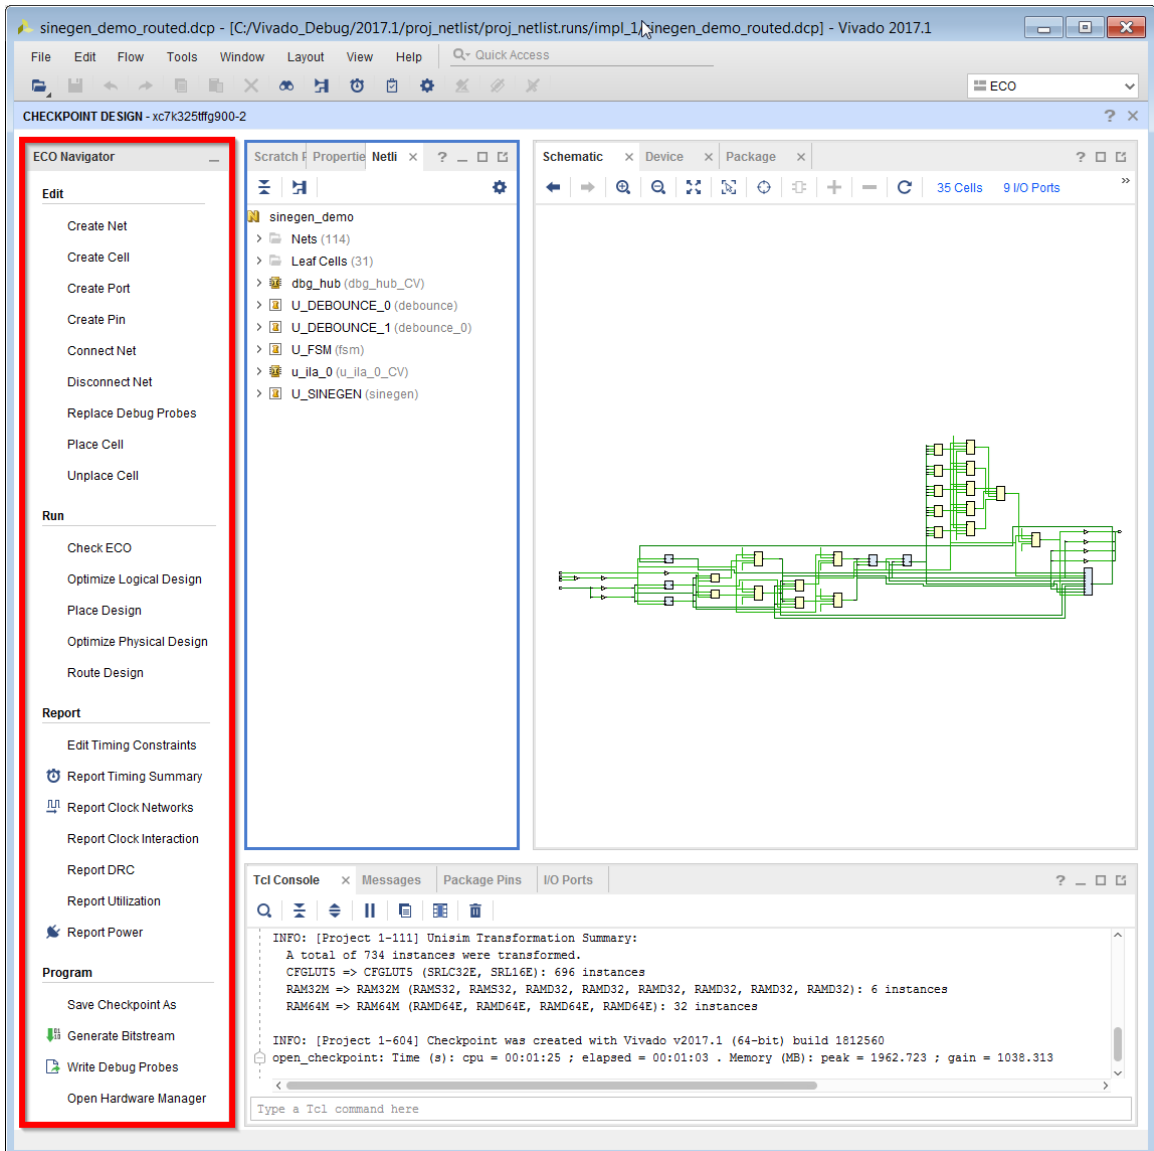 sinegen_demo_routed.dcp - [C:/Vivado_Debug/2017.1/proj_netlist/proj_netlist.runs/impl_1/sinegen_demo_routed.dcp] - Vivado 2017.1
File Edit Flow Tools Window Layout View Help Quick Access
ECO
CHECKPOINT DESIGN - xc7k325tffg900-2
ECO Navigator
Edit
Create Net
Create Cell
Create Port
Create Pin
Connect Net
Disconnect Net
Replace Debug Probes
Place Cell
Unplace Cell
Run
Check ECO
Optimize Logical Design
Place Design
Optimize Physical Design
Route Design
Report
Edit Timing Constraints
Report Timing Summary
Report Clock Networks
Report Clock Interaction
Report DRC
Report Utilization
Report Power
Program
Save Checkpoint As
Generate Bitstream
Write Debug Probes
Open Hardware Manager
Scratch Propertie Netli
sinegen_demo
Nets (114)
Leaf Cells (31)
dbg_hub (dbg_hub_CV)
U_DEBOUNCE_0 (debounce)
U_DEBOUNCE_1 (debounce_0)
U_FSM (fsm)
u_ila_0 (u_ila_0_CV)
U_SINEGEN (sinegen)
Schematic Device Package
35 Cells 9 I/O Ports
Tcl Console Messages Package Pins I/O Ports
INFO: [Project 1-111] Unisim Transformation Summary:
A total of 734 instances were transformed.
CFGLUT5 => CFGLUT5 (SRLC32E, SRL16E): 696 instances
RAM32M => RAM32M (RAMS32, RAMS32, RAMD32, RAMD32, RAMD32, RAMD32, RAMD32, RAMD32): 6 instances
RAM64M => RAM64M (RAMD64E, RAMD64E, RAMD64E, RAMD64E): 32 instances
INFO: [Project 1-604] Checkpoint was created with Vivado v2017.1 (64-bit) build 1812560
open_checkpoint: Time (s): cpu = 00:01:25 ; elapsed = 00:01:03 . Memory (MB): peak = 1962.723 ; gain = 1038.313
Type a Tcl command here